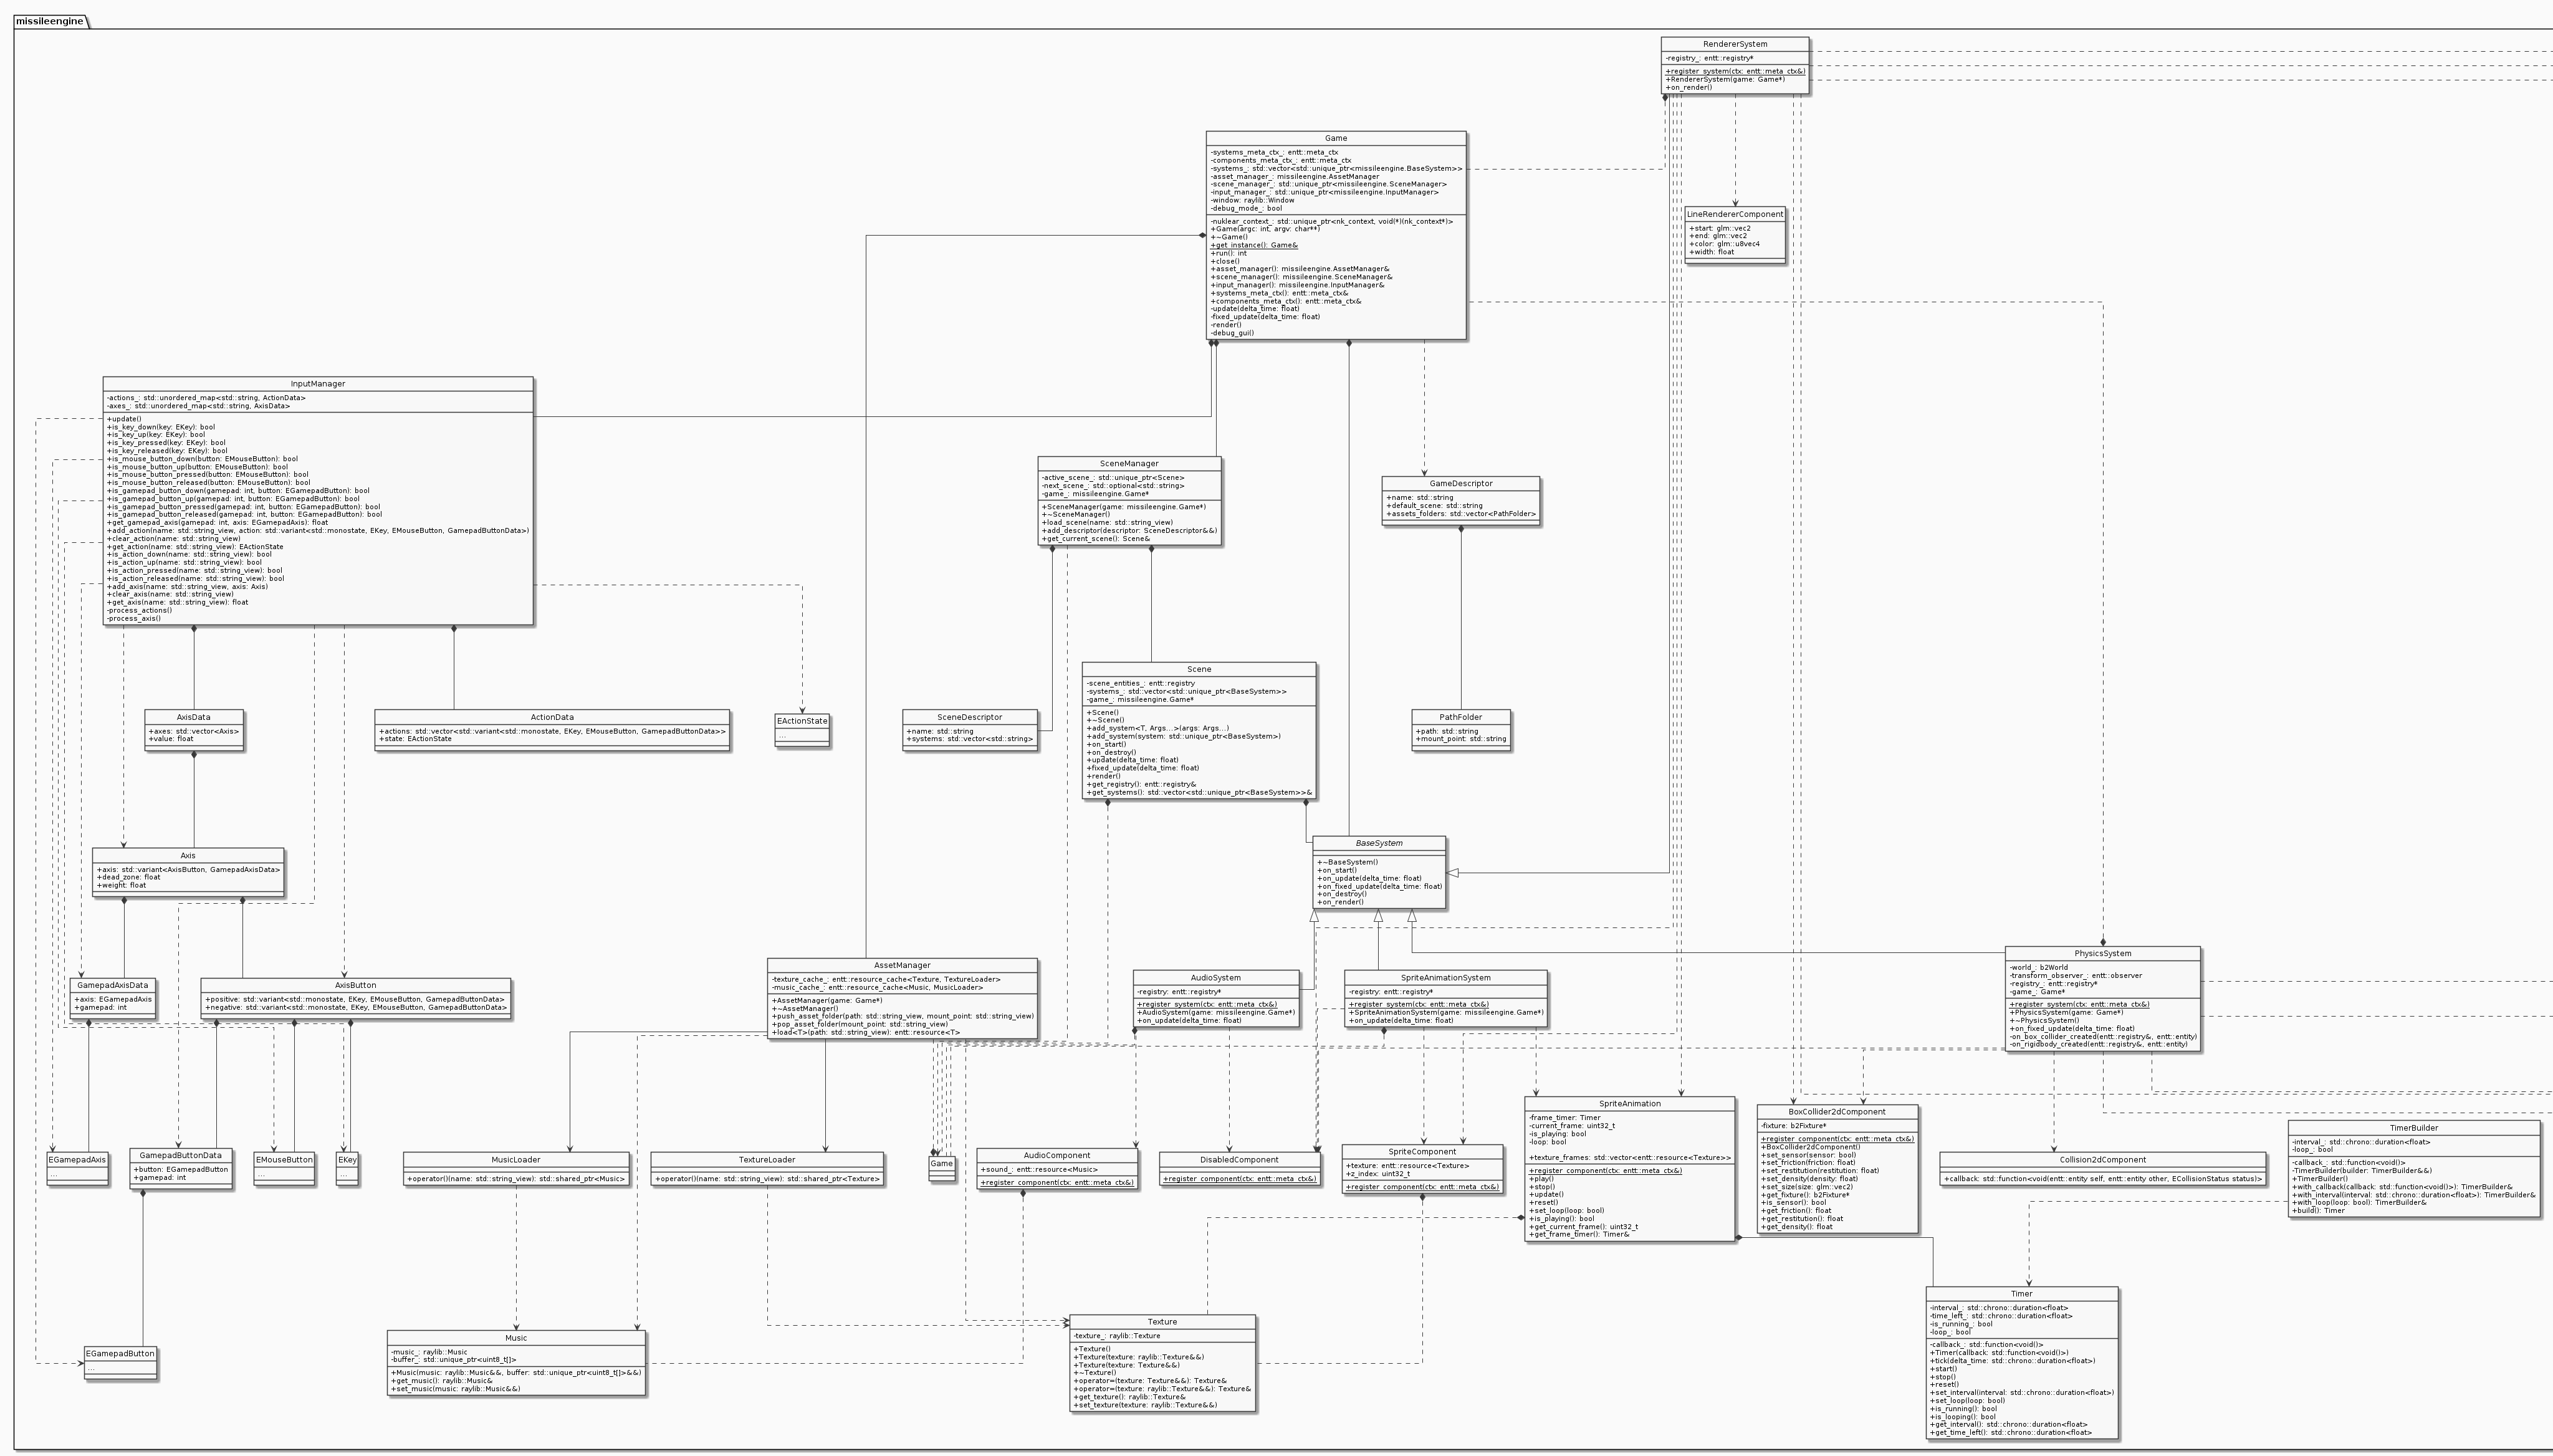 missileengine
RendererSystem
-registry_: entt::registry*
+register_system(ctx: entt::meta_ctx&)
+RendererSystem(game: Game*)
+on_render()
Game
-systems_meta_ctx_: entt::meta_ctx
-components_meta_ctx_: entt::meta_ctx
-systems_: std::vector<std::unique_ptr<missileengine.BaseSystem>>
-asset_manager_: missileengine.AssetManager
-scene_manager_: std::unique_ptr<missileengine.SceneManager>
-input_manager_: std::unique_ptr<missileengine.InputManager>
-window: raylib::Window
-debug_mode_: bool
-nuklear_context_: std::unique_ptr<nk_context, void(*)(nk_context*)>
+Game(argc: int, argv: char**)
+~Game()
+get_instance(): Game&
+run(): int
+close()
+asset_manager(): missileengine.AssetManager&
+scene_manager(): missileengine.SceneManager&
+input_manager(): missileengine.InputManager&
+systems_meta_ctx(): entt::meta_ctx&
+components_meta_ctx(): entt::meta_ctx&
-update(delta_time: float)
-fixed_update(delta_time: float)
-render()
-debug_gui()
LineRendererComponent
+start: glm::vec2
+end: glm::vec2
+color: glm::u8vec4
+width: float
InputManager
-actions_: std::unordered_map<std::string, ActionData>
-axes_: std::unordered_map<std::string, AxisData>
+update()
+is_key_down(key: EKey): bool
+is_key_up(key: EKey): bool
+is_key_pressed(key: EKey): bool
+is_key_released(key: EKey): bool
+is_mouse_button_down(button: EMouseButton): bool
+is_mouse_button_up(button: EMouseButton): bool
+is_mouse_button_pressed(button: EMouseButton): bool
+is_mouse_button_released(button: EMouseButton): bool
+is_gamepad_button_down(gamepad: int, button: EGamepadButton): bool
+is_gamepad_button_up(gamepad: int, button: EGamepadButton): bool
+is_gamepad_button_pressed(gamepad: int, button: EGamepadButton): bool
+is_gamepad_button_released(gamepad: int, button: EGamepadButton): bool
+get_gamepad_axis(gamepad: int, axis: EGamepadAxis): float
+add_action(name: std::string_view, action: std::variant<std::monostate, EKey, EMouseButton, GamepadButtonData>)
+clear_action(name: std::string_view)
+get_action(name: std::string_view): EActionState
+is_action_down(name: std::string_view): bool
+is_action_up(name: std::string_view): bool
+is_action_pressed(name: std::string_view): bool
+is_action_released(name: std::string_view): bool
+add_axis(name: std::string_view, axis: Axis)
+clear_axis(name: std::string_view)
+get_axis(name: std::string_view): float
-process_actions()
-process_axis()
SceneManager
-active_scene_: std::unique_ptr<Scene>
-next_scene_: std::optional<std::string>
-game_: missileengine.Game*
+SceneManager(game: missileengine.Game*)
+~SceneManager()
+load_scene(name: std::string_view)
+add_descriptor(descriptor: SceneDescriptor&&)
+get_current_scene(): Scene&
GameDescriptor
+name: std::string
+default_scene: std::string
+assets_folders: std::vector<PathFolder>
Scene
-scene_entities_: entt::registry
-systems_: std::vector<std::unique_ptr<BaseSystem>>
-game_: missileengine.Game*
+Scene()
+~Scene()
+add_system<T, Args...>(args: Args...)
+add_system(system: std::unique_ptr<BaseSystem>)
+on_start()
+on_destroy()
+update(delta_time: float)
+fixed_update(delta_time: float)
+render()
+get_registry(): entt::registry&
+get_systems(): std::vector<std::unique_ptr<BaseSystem>>&
AxisData
+axes: std::vector<Axis>
+value: float
ActionData
+actions: std::vector<std::variant<std::monostate, EKey, EMouseButton, GamepadButtonData>>
+state: EActionState
EActionState
...
SceneDescriptor
+name: std::string
+systems: std::vector<std::string>
PathFolder
+path: std::string
+mount_point: std::string
Axis
+axis: std::variant<AxisButton, GamepadAxisData>
+dead_zone: float
+weight: float
BaseSystem
+~BaseSystem()
+on_start()
+on_update(delta_time: float)
+on_fixed_update(delta_time: float)
+on_destroy()
+on_render()
GamepadAxisData
+axis: EGamepadAxis
+gamepad: int
AxisButton
+positive: std::variant<std::monostate, EKey, EMouseButton, GamepadButtonData>
+negative: std::variant<std::monostate, EKey, EMouseButton, GamepadButtonData>
AssetManager
-texture_cache_: entt::resource_cache<Texture, TextureLoader>
-music_cache_: entt::resource_cache<Music, MusicLoader>
+AssetManager(game: Game*)
+~AssetManager()
+push_asset_folder(path: std::string_view, mount_point: std::string_view)
+pop_asset_folder(mount_point: std::string_view)
+load<T>(path: std::string_view): entt::resource<T>
AudioSystem
-registry: entt::registry*
+register_system(ctx: entt::meta_ctx&)
+AudioSystem(game: missileengine.Game*)
+on_update(delta_time: float)
SpriteAnimationSystem
-registry: entt::registry*
+register_system(ctx: entt::meta_ctx&)
+SpriteAnimationSystem(game: missileengine.Game*)
+on_update(delta_time: float)
PhysicsSystem
-world_: b2World
-transform_observer_: entt::observer
-registry_: entt::registry*
-game_: Game*
+register_system(ctx: entt::meta_ctx&)
+PhysicsSystem(game: Game*)
+~PhysicsSystem()
+on_fixed_update(delta_time: float)
-on_box_collider_created(entt::registry&, entt::entity)
-on_rigidbody_created(entt::registry&, entt::entity)
EGamepadAxis
...
GamepadButtonData
+button: EGamepadButton
+gamepad: int
EMouseButton
...
EKey
...
MusicLoader
+operator()(name: std::string_view): std::shared_ptr<Music>
TextureLoader
+operator()(name: std::string_view): std::shared_ptr<Texture>
Game
AudioComponent
+sound_: entt::resource<Music>
+register_component(ctx: entt::meta_ctx&)
DisabledComponent
+register_component(ctx: entt::meta_ctx&)
SpriteComponent
+texture: entt::resource<Texture>
+z_index: uint32_t
+register_component(ctx: entt::meta_ctx&)
SpriteAnimation
-frame_timer: Timer
-current_frame: uint32_t
-is_playing: bool
-loop: bool
+texture_frames: std::vector<entt::resource<Texture>>
+register_component(ctx: entt::meta_ctx&)
+play()
+stop()
+update()
+reset()
+set_loop(loop: bool)
+is_playing(): bool
+get_current_frame(): uint32_t
+get_frame_timer(): Timer&
BoxCollider2dComponent
-fixture: b2Fixture*
+register_component(ctx: entt::meta_ctx&)
+BoxCollider2dComponent()
+set_sensor(sensor: bool)
+set_friction(friction: float)
+set_restitution(restitution: float)
+set_density(density: float)
+set_size(size: glm::vec2)
+get_fixture(): b2Fixture*
+is_sensor(): bool
+get_friction(): float
+get_restitution(): float
+get_density(): float
Collision2dComponent
+callback: std::function<void(entt::entity self, entt::entity other, ECollisionStatus status)>
TimerBuilder
-interval_: std::chrono::duration<float>
-loop_: bool
-callback_: std::function<void()>
-TimerBuilder(builder: TimerBuilder&&)
+TimerBuilder()
+with_callback(callback: std::function<void()>): TimerBuilder&
+with_interval(interval: std::chrono::duration<float>): TimerBuilder&
+with_loop(loop: bool): TimerBuilder&
+build(): Timer
EGamepadButton
...
Music
-music_: raylib::Music
-buffer_: std::unique_ptr<uint8_t[]>
+Music(music: raylib::Music&&, buffer: std::unique_ptr<uint8_t[]>&&)
+get_music(): raylib::Music&
+set_music(music: raylib::Music&&)
Texture
-texture_: raylib::Texture
+Texture()
+Texture(texture: raylib::Texture&&)
+Texture(texture: Texture&&)
+~Texture()
+operator=(texture: Texture&&): Texture&
+operator=(texture: raylib::Texture&&): Texture&
+get_texture(): raylib::Texture&
+set_texture(texture: raylib::Texture&&)
Timer
-interval_: std::chrono::duration<float>
-time_left_: std::chrono::duration<float>
-is_running_: bool
-loop_: bool
-callback_: std::function<void()>
+Timer(callback: std::function<void()>)
+tick(delta_time: std::chrono::duration<float>)
+start()
+stop()
+reset()
+set_interval(interval: std::chrono::duration<float>)
+set_loop(loop: bool)
+is_running(): bool
+is_looping(): bool
+get_interval(): std::chrono::duration<float>
+get_time_left(): std::chrono::duration<float>